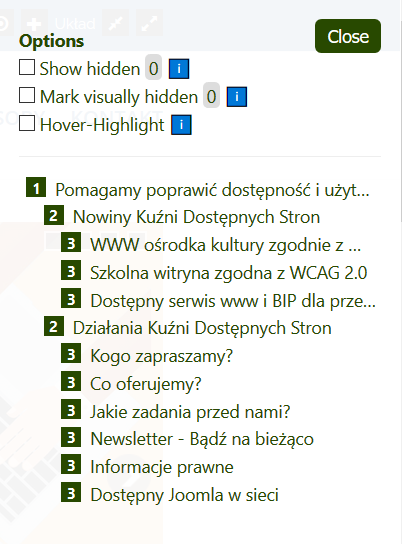 Układ
Options
Close
Show hidden 0 i
Mark visually hidden 0 i
Hover-Highlight i
1 Pomagamy poprawić dostępność i użyt...
2 Nowiny Kuźni Dostępnych Stron
3 WWW ośrodka kultury zgodnie z ...
3 Szkolna witryna zgodna z WCAG 2.0
3 Dostępny serwis www i BIP dla prze...
2 Działania Kuźni Dostępnych Stron
3 Kogo zapraszamy?
3 Co oferujemy?
3 Jakie zadania przed nami?
3 Newsletter - Bądź na bieżąco
3 Informacje prawne
3 Dostępny Joomla w sieci